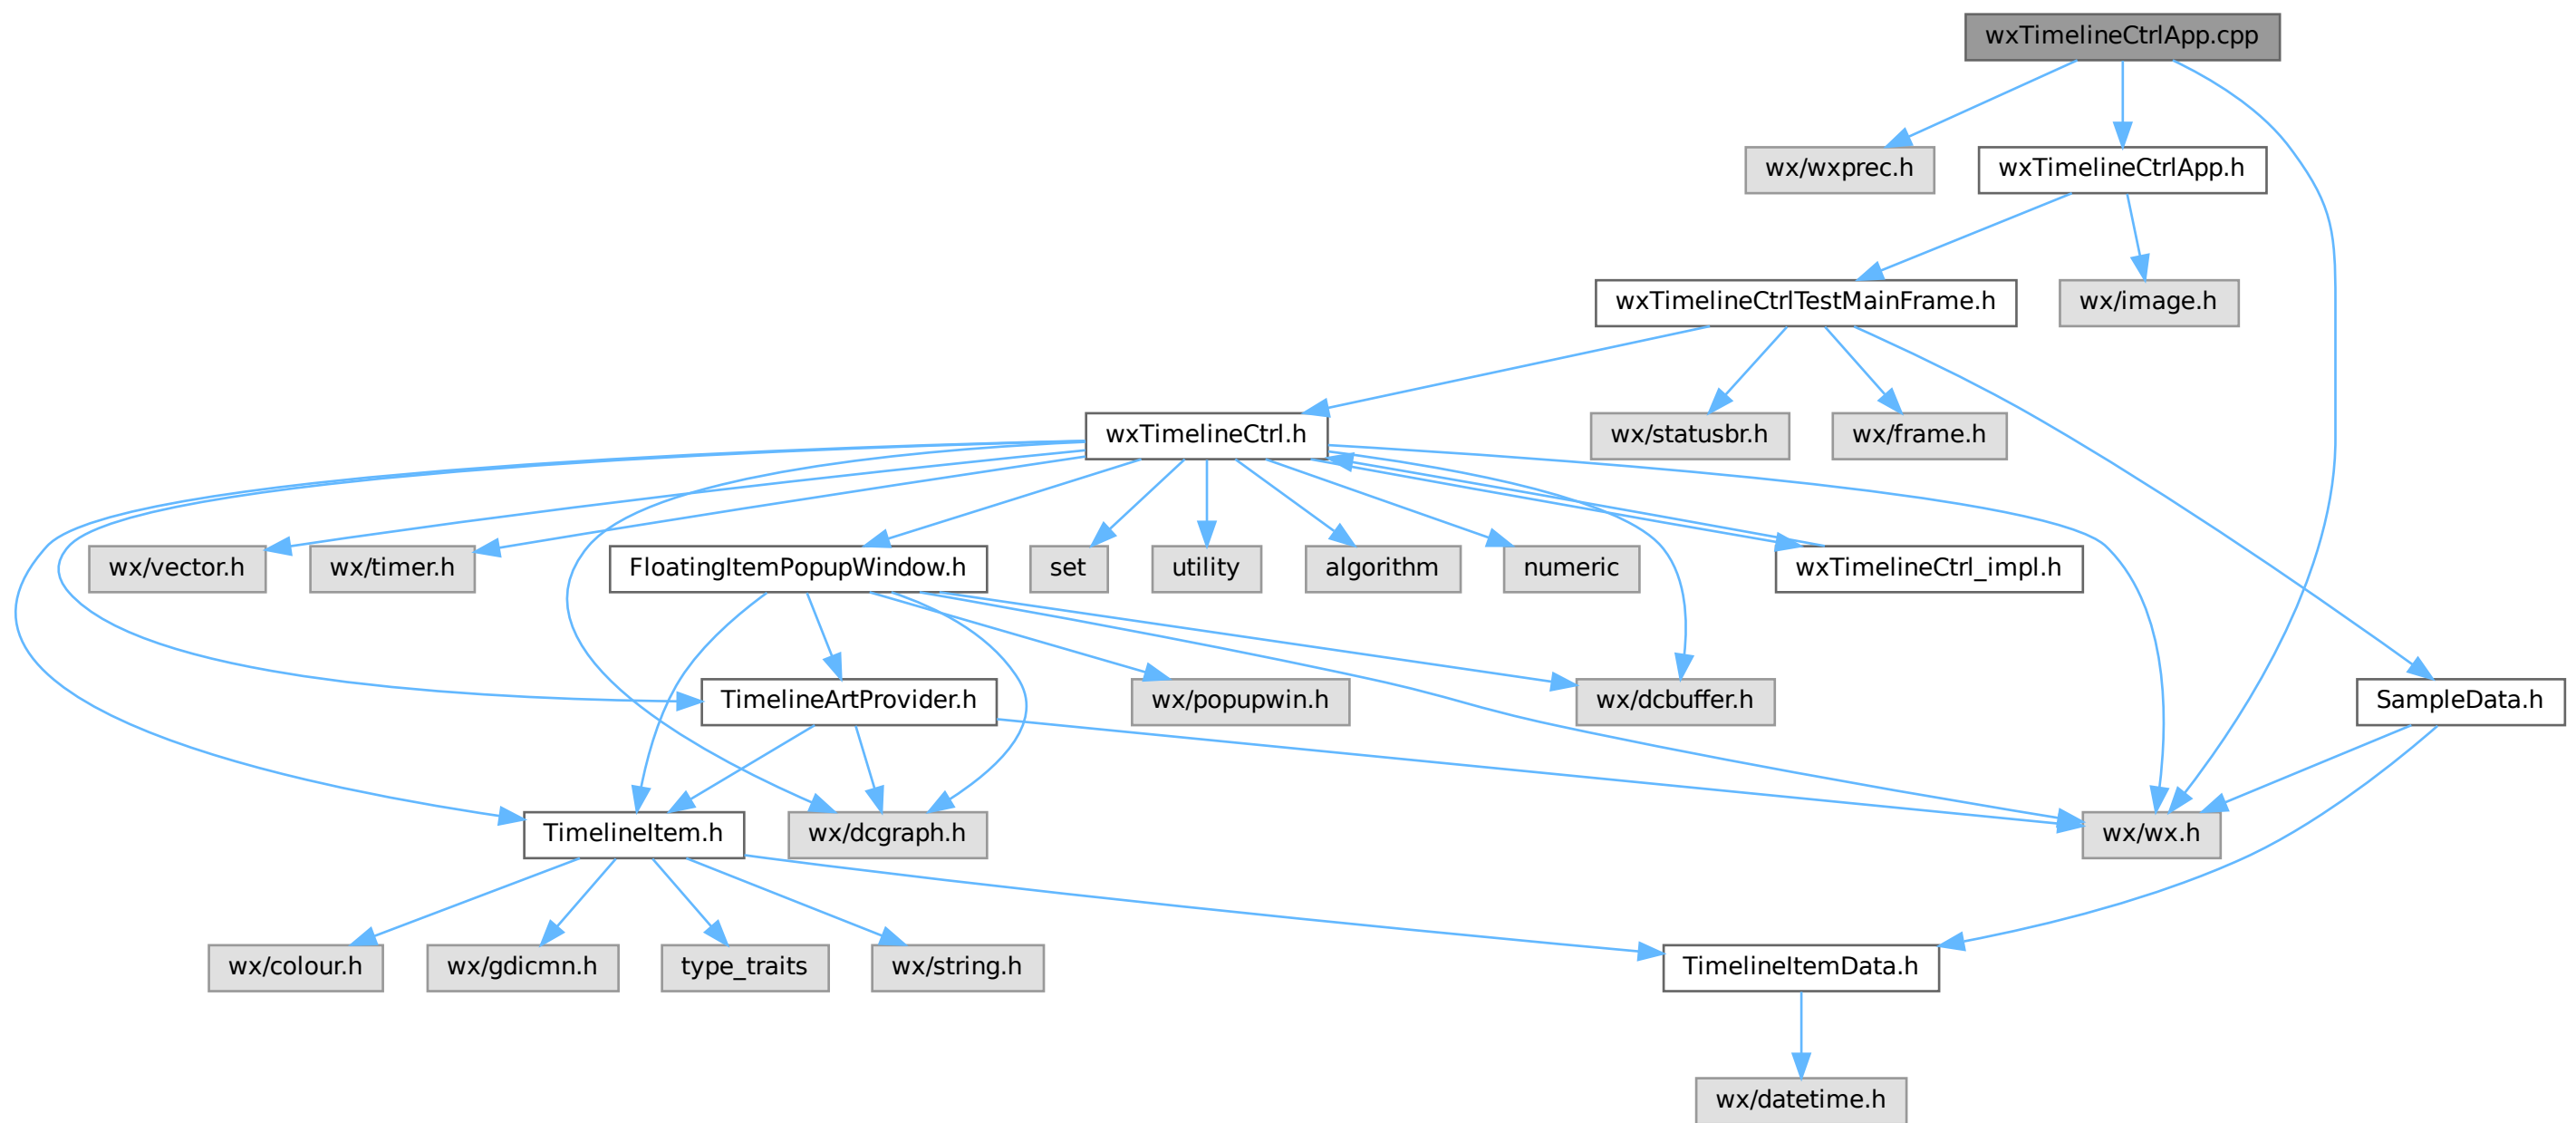 wxTimelineCtrlApp.cpp
wx/wxprec.h
wxTimelineCtrlApp.h
wxTimelineCtrlTestMainFrame.h
wx/image.h
wxTimelineCtrl.h
wx/statusbr.h
wx/frame.h
wx/vector.h
wx/timer.h
FloatingItemPopupWindow.h
set
utility
algorithm
numeric
wxTimelineCtrl_impl.h
TimelineArtProvider.h
wx/popupwin.h
wx/dcbuffer.h
SampleData.h
TimelineItem.h
wx/dcgraph.h
wx/wx.h
wx/colour.h
wx/gdicmn.h
type_traits
wx/string.h
TimelineItemData.h
wx/datetime.h